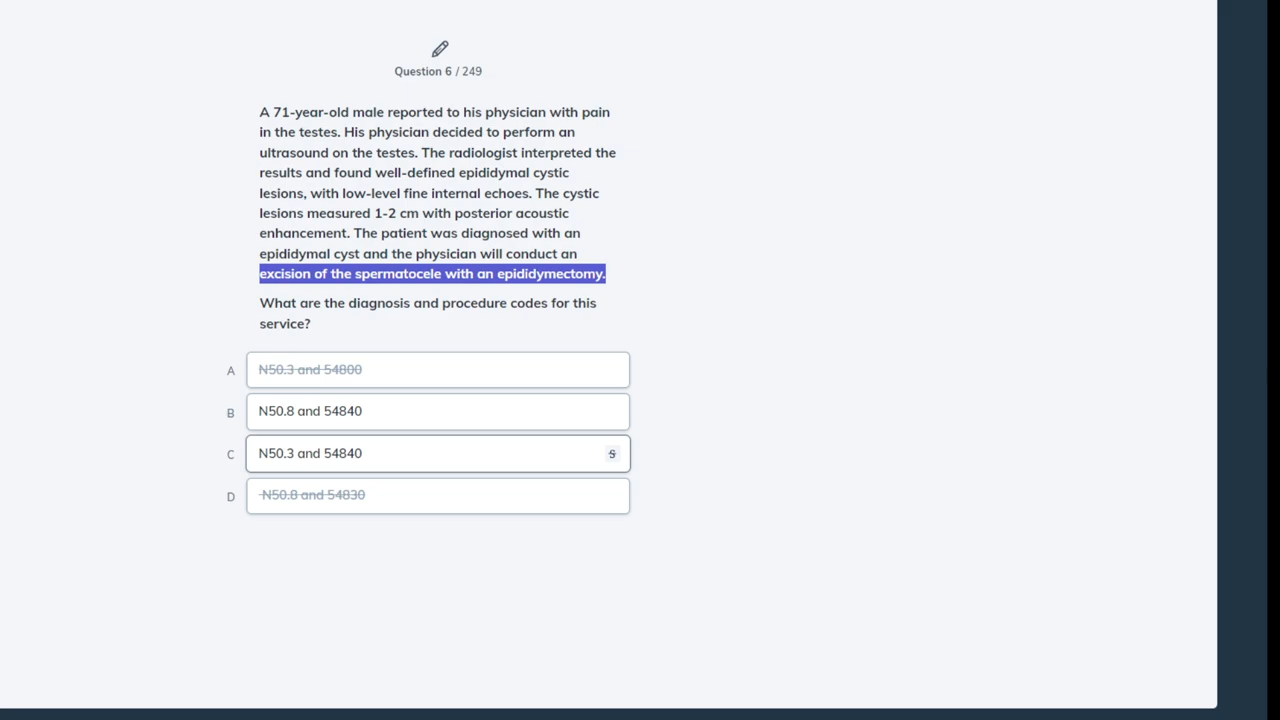 Question 6 / 249
A 71-year-old male reported to his physician with pain
in the testes. His physician decided to perform an
ultrasound on the testes. The radiologist interpreted the
results and found well-defined epididymal cystic
lesions, with low-level fine internal echoes. The cystic
lesions measured 1-2 cm with posterior acoustic
enhancement. The patient was diagnosed with an
epididymal cyst and the physician will conduct an
excision of the spermatocele with an epididymectomy.
What are the diagnosis and procedure codes for this
service?
A N50.3 and 54800
B N50.8 and 54840
C N50.3 and 54840 S
D N50.8 and 54830